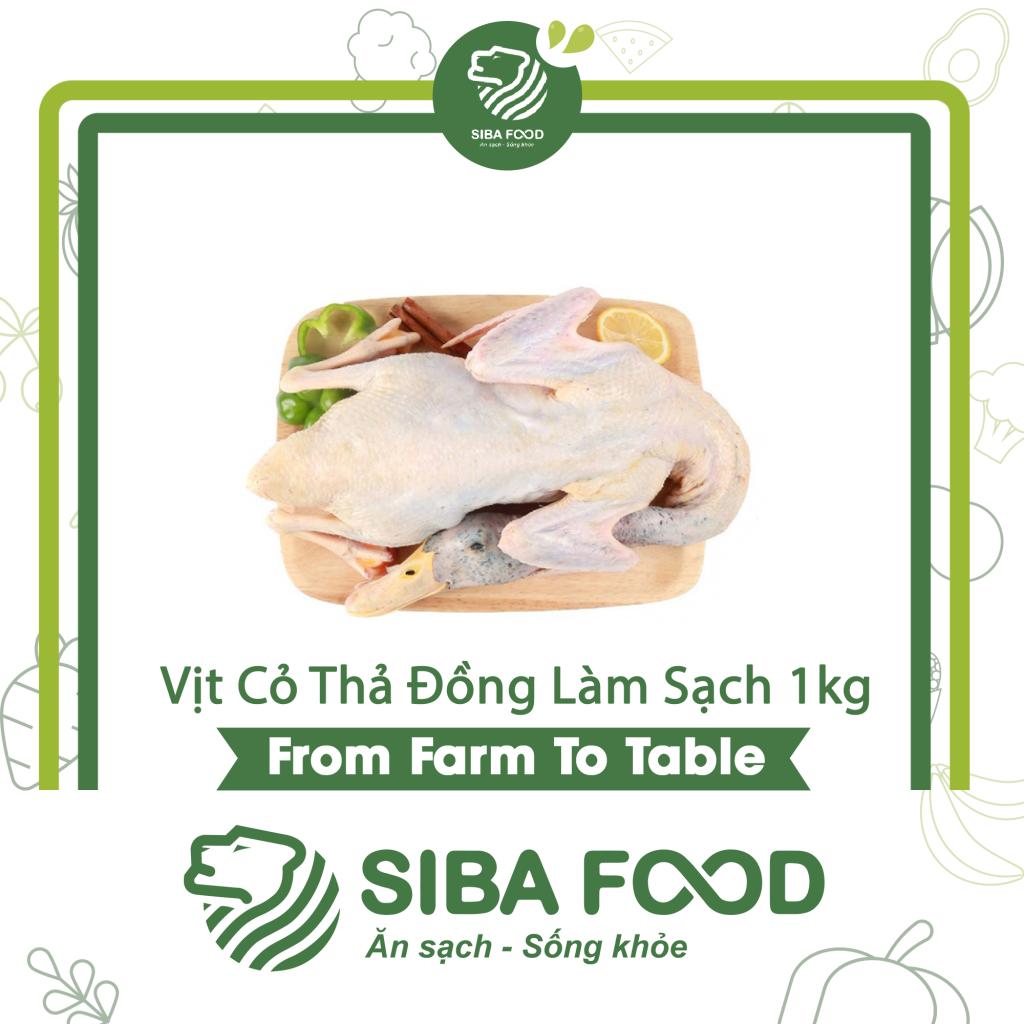 SIBA FOOD
Ăn sạch - Sống khỏe
Vịt Cỏ Thả Đồng Làm Sạch 1kg
From Farm To Table
SIBA FOOD
Ăn sạch - Sống khỏe